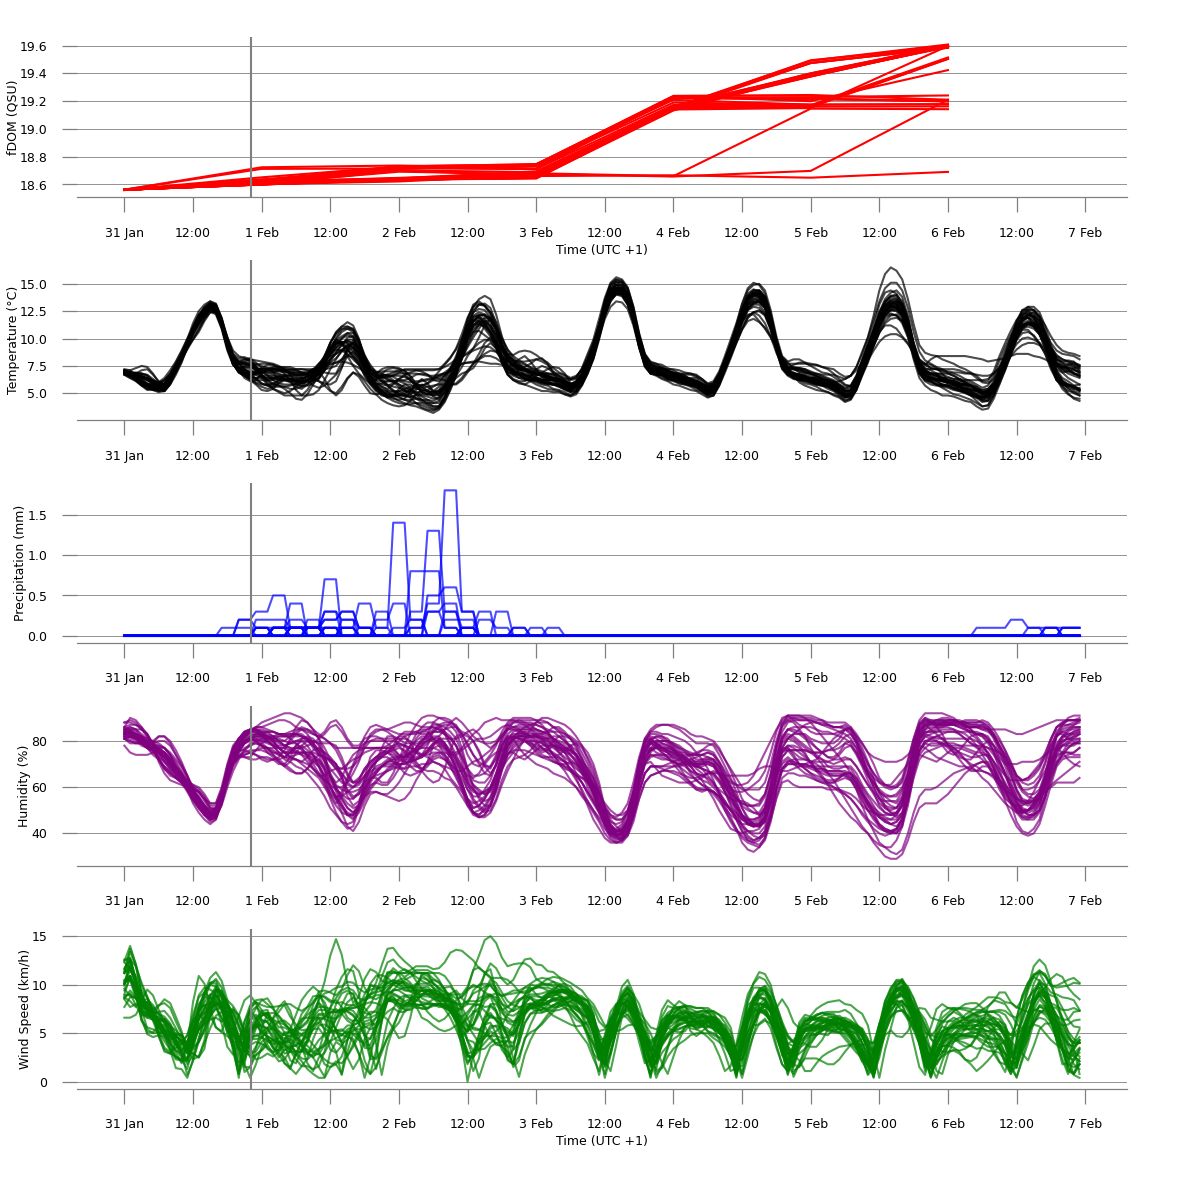 19.6
19.4
19.2
19.0
18.8
18.6
fDOM (QSU)
31 Jan 12:00 1 Feb 12:00 2 Feb 12:00 3 Feb 12:00 4 Feb 12:00 5 Feb 12:00 6 Feb 12:00 7 Feb
Time (UTC +1)
15.0
12.5
10.0
7.5
5.0
Temperature (°C)
31 Jan 12:00 1 Feb 12:00 2 Feb 12:00 3 Feb 12:00 4 Feb 12:00 5 Feb 12:00 6 Feb 12:00 7 Feb
1.5
1.0
0.5
0.0
Precipitation (mm)
31 Jan 12:00 1 Feb 12:00 2 Feb 12:00 3 Feb 12:00 4 Feb 12:00 5 Feb 12:00 6 Feb 12:00 7 Feb
80
60
40
Humidity (%)
31 Jan 12:00 1 Feb 12:00 2 Feb 12:00 3 Feb 12:00 4 Feb 12:00 5 Feb 12:00 6 Feb 12:00 7 Feb
15
10
5
0
Wind Speed (km/h)
31 Jan 12:00 1 Feb 12:00 2 Feb 12:00 3 Feb 12:00 4 Feb 12:00 5 Feb 12:00 6 Feb 12:00 7 Feb
Time (UTC +1)